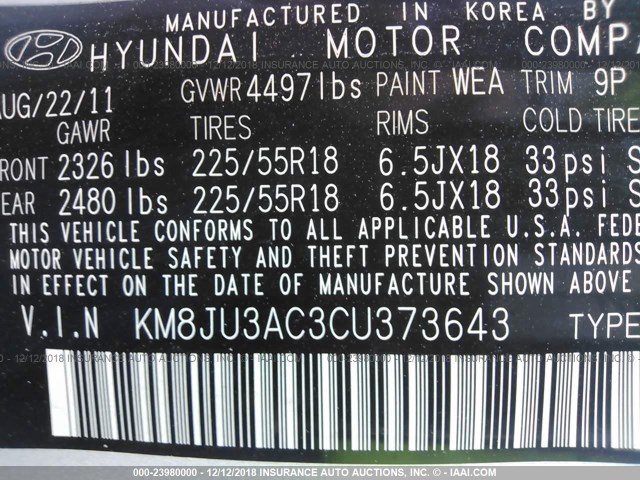 MANUFACTURED IN KOREA BY
HYUNDAI MOTOR COMPA
AUG/22/11 GVWR 4497lbs PAINT WEA TRIM 9P
GAWR TIRES RIMS COLD TIRE
FRONT 2326 lbs 225/55R18 6.5JX18 33psi S
EAR 2480 lbs 225/55R18 6.5JX18 33psi S
THIS VEHICLE CONFORMS TO ALL APPLICABLE U.S.A. FEDE
MOTOR VEHICLE SAFETY AND THEFT PREVENTION STANDARDS
IN EFFECT ON THE DATE OF MANUFACTURE SHOWN ABOVE
V.I.N KM8JU3AC3CU373643 TYPE
000-23980000 - 12/12/2018 INSURANCE AUTO AUCTIONS INC. - © - IAAI.COM